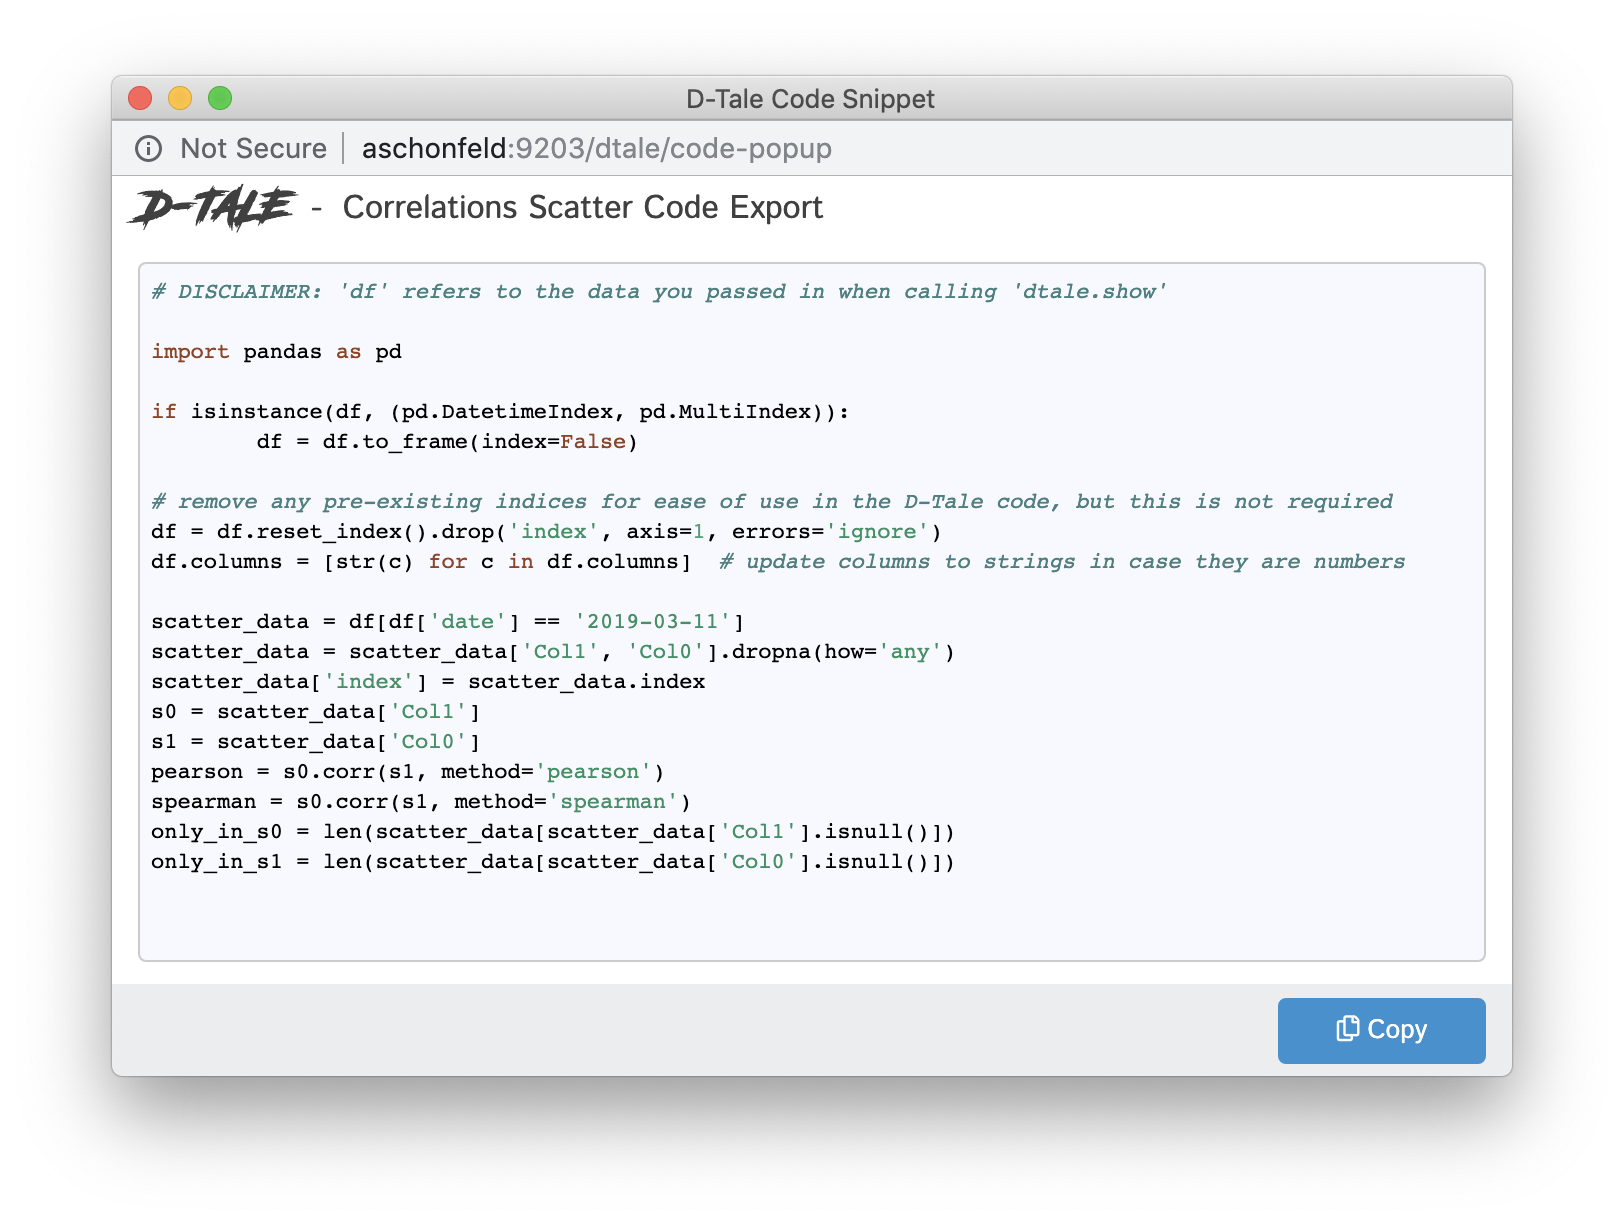 D-Tale Code Snippet
Not Secure | aschonfeld:9203/dtale/code-popup
D-TALE - Correlations Scatter Code Export
# DISCLAIMER: 'df' refers to the data you passed in when calling 'dtale.show'
import pandas as pd
if isinstance(df, (pd.DatetimeIndex, pd.MultiIndex)):
        df = df.to_frame(index=False)
# remove any pre-existing indices for ease of use in the D-Tale code, but this is not required
df = df.reset_index().drop('index', axis=1, errors='ignore')
df.columns = [str(c) for c in df.columns]  # update columns to strings in case they are numbers
scatter_data = df[df['date'] == '2019-03-11']
scatter_data = scatter_data['Col1', 'Col0'].dropna(how='any')
scatter_data['index'] = scatter_data.index
s0 = scatter_data['Col1']
s1 = scatter_data['Col0']
pearson = s0.corr(s1, method='pearson')
spearman = s0.corr(s1, method='spearman')
only_in_s0 = len(scatter_data[scatter_data['Col1'].isnull()])
only_in_s1 = len(scatter_data[scatter_data['Col0'].isnull()])
Copy